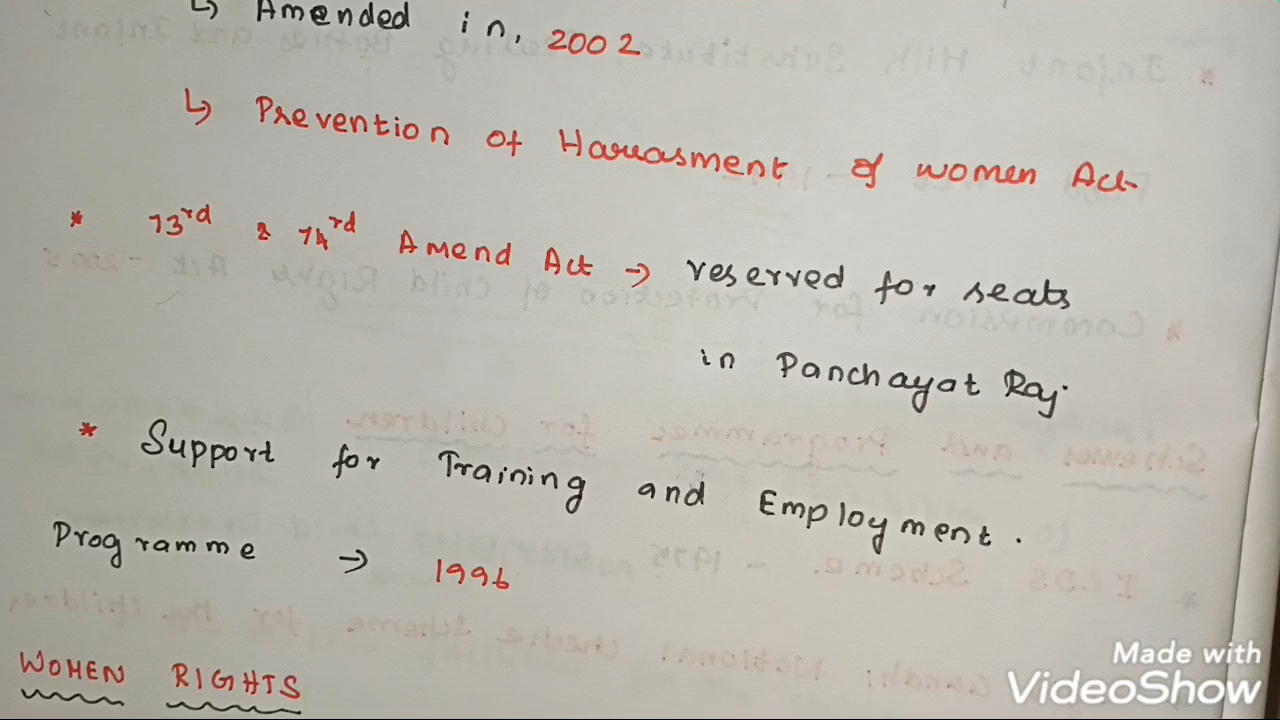 ↳ Amended in, 2002
↳ Prevention of Harrasment of women Act
* 73rd & 74rd Amend Act → reserved for seats
in Panchayat Raj.
* Support for Training and Employment.
Programme → 1996
WOMEN RIGHTS
Made with
VideoShow